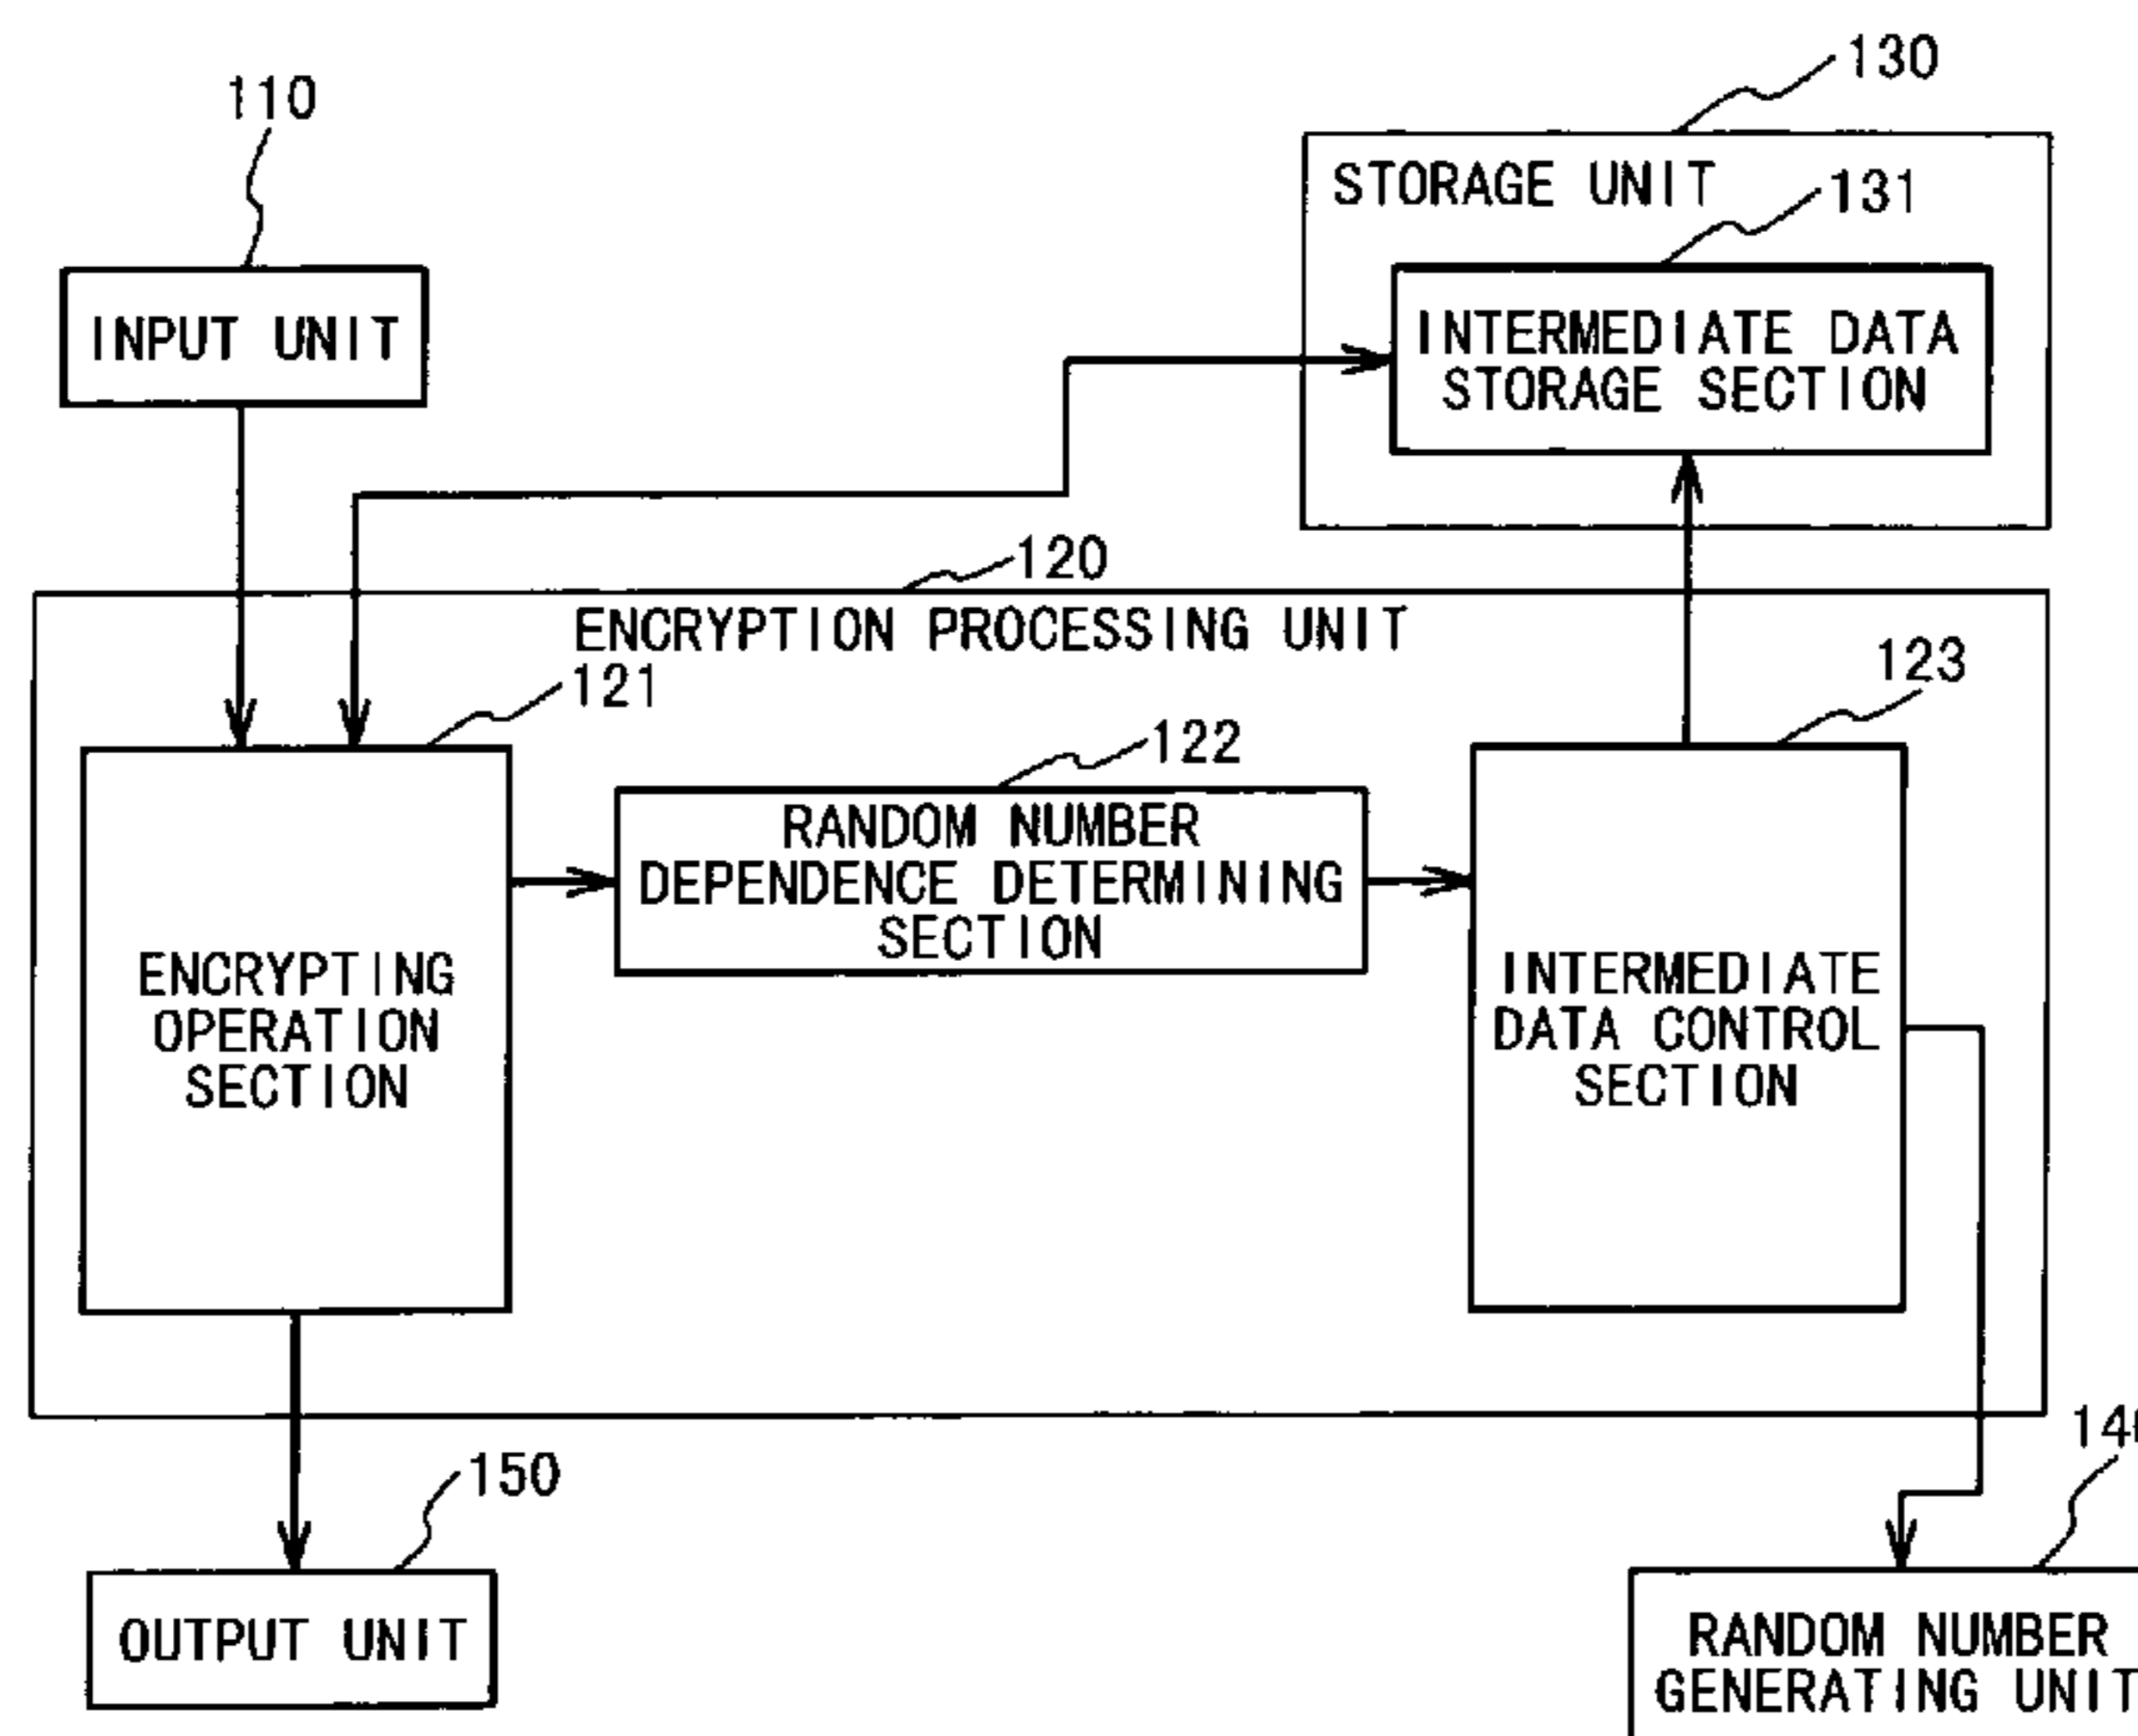 110
INPUT UNIT
130
STORAGE UNIT
131
INTERMEDIATE DATA
STORAGE SECTION
120
ENCRYPTION PROCESSING UNIT
121
ENCRYPTING
OPERATION
SECTION
122
RANDOM NUMBER
DEPENDENCE DETERMINING
SECTION
123
INTERMEDIATE
DATA CONTROL
SECTION
150
OUTPUT UNIT
RANDOM NUMBER
GENERATING UNIT